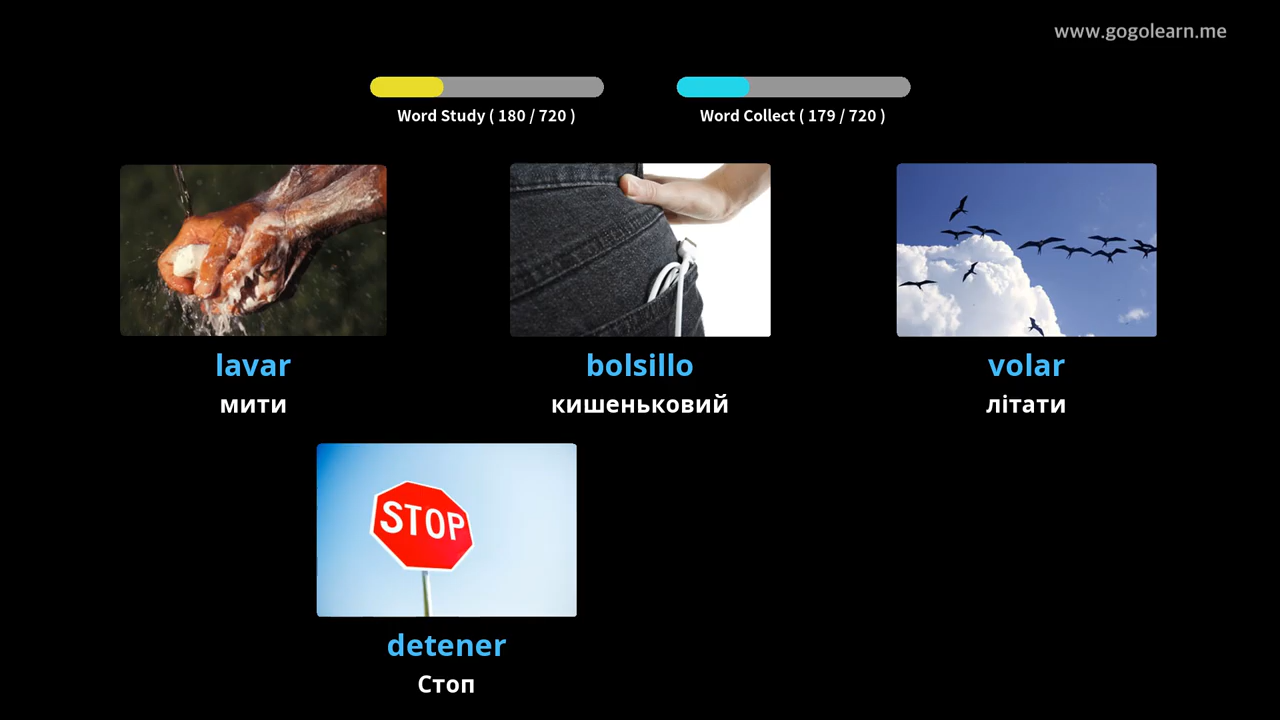 www.gogolearn.me
Word Study ( 180 / 720 )
Word Collect ( 179 / 720 )
lavar
bolsillo
volar
мити
кишеньковий
літати
STOP
detener
Стоп